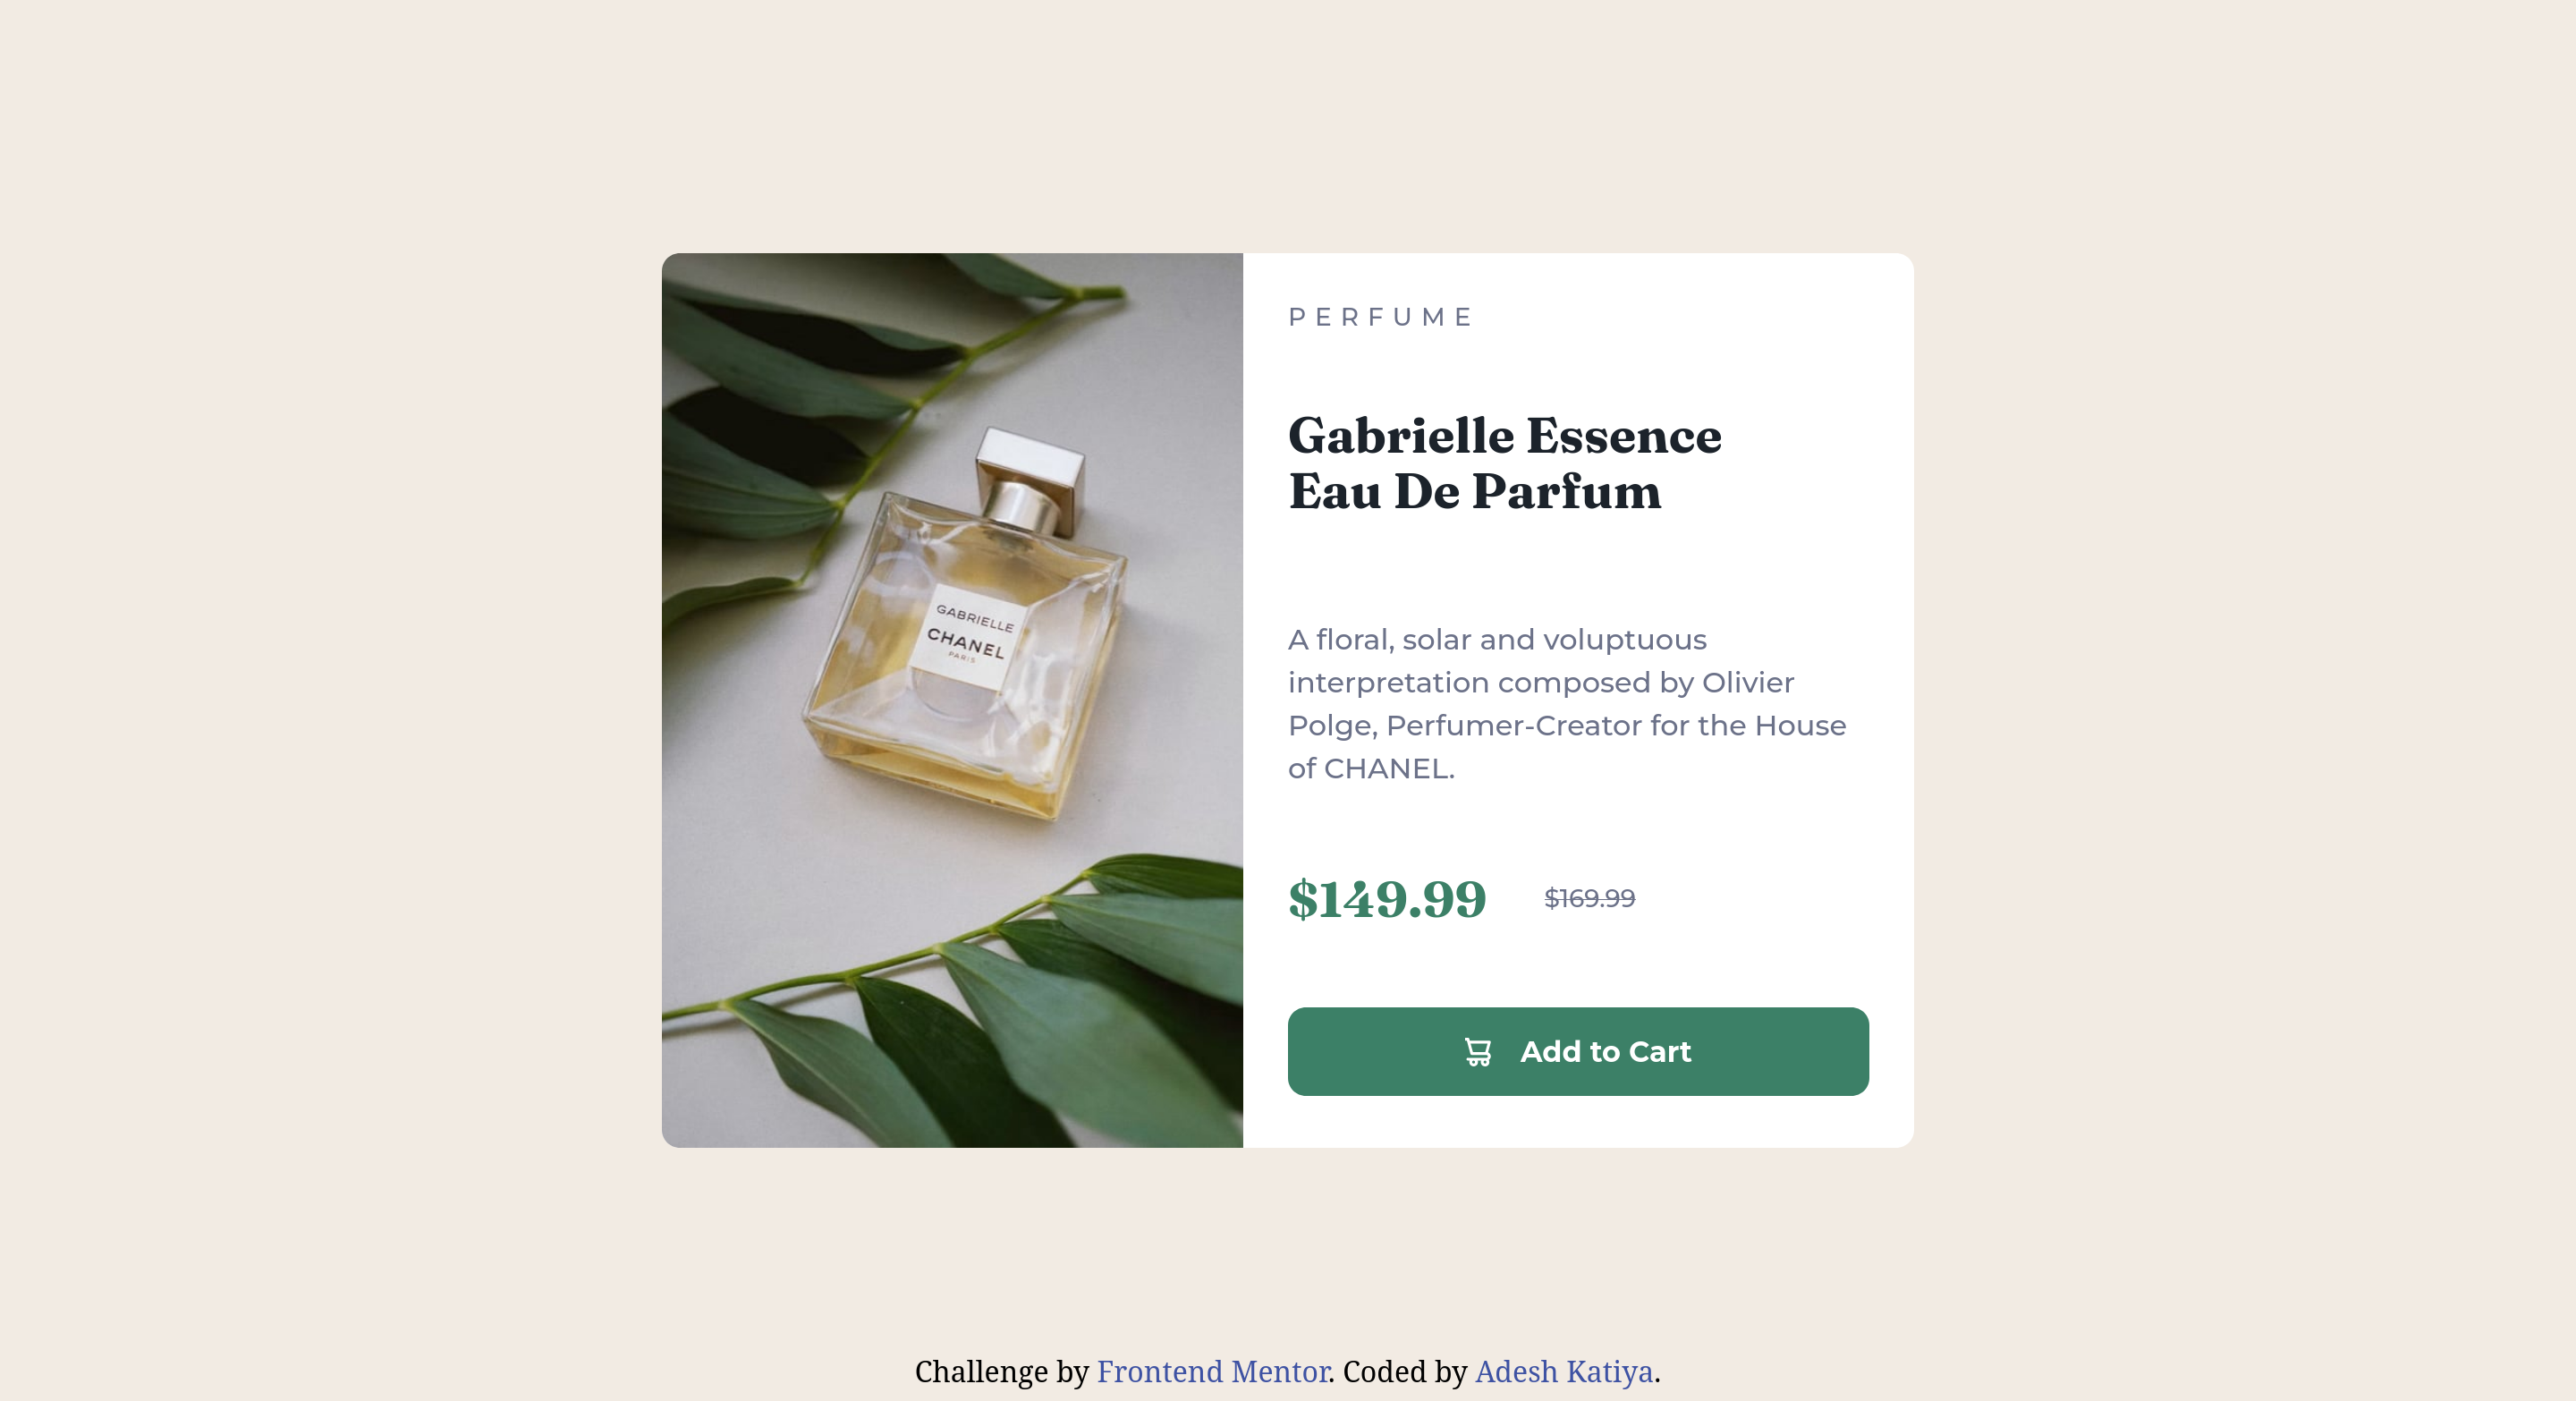 PERFUME
Gabrielle Essence
Eau De Parfum
GABRIELLE
CHANEL
PARIS
A floral, solar and voluptuous
interpretation composed by Olivier
Polge, Perfumer-Creator for the House
of CHANEL.
$149.99 $169.99
Add to Cart
Challenge by Frontend Mentor. Coded by Adesh Katiya.